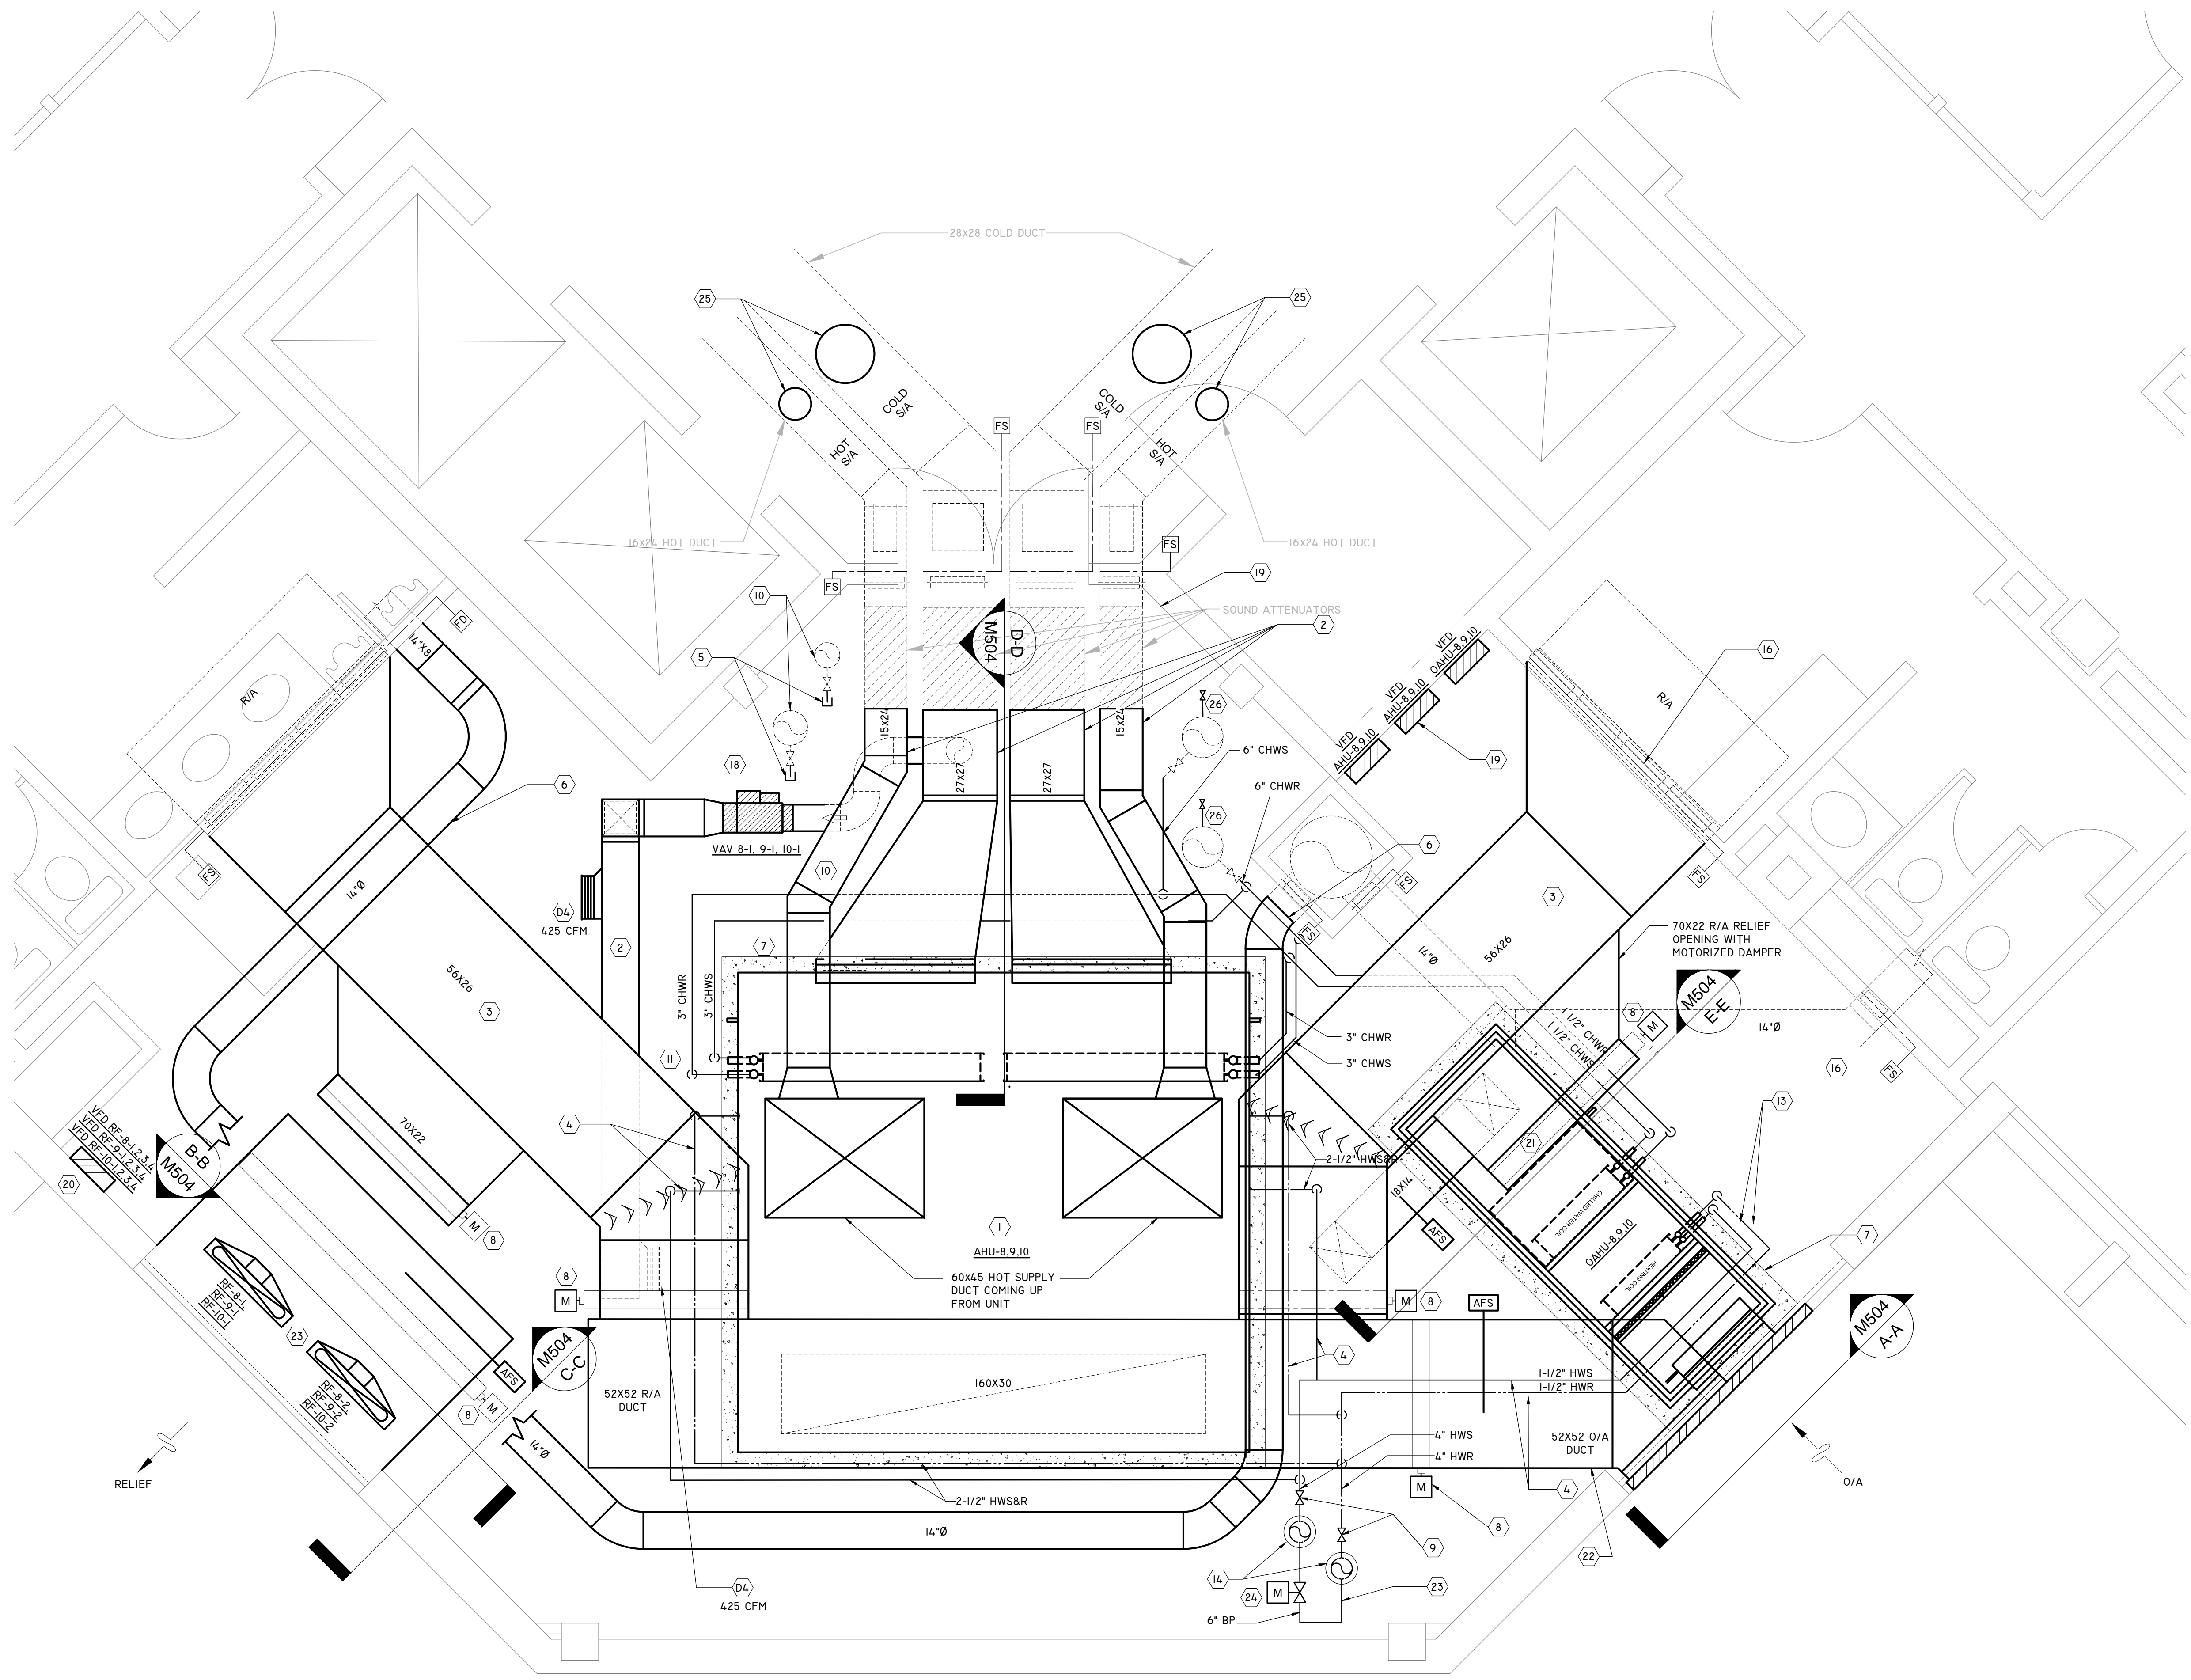 28x28 COLD DUCT
25
25
COLD
S/A
COLD
S/A
HOT
S/A
HOT
S/A
FS
FS
16x24 HOT DUCT
16x24 HOT DUCT
FS
FS
19
10
SOUND ATTENUATORS
2
5
D-D
M504
FD
14"X8
R/A
R/A
16
VFD
OAHU-8,9,10
VFD
AHU-8,9,10
VFD
AHU-8,9,10
19
26
15x24
15x24
27x27
27x27
6" CHWS
6" CHWR
26
18
6
VAV 8-1, 9-1, 10-1
6
10
14"Ø
FS
FS
FS
FS
D4
425 CFM
2
7
3
70X22 R/A RELIEF
OPENING WITH
MOTORIZED DAMPER
14"Ø
56X26
56X26
3
3" CHWR
3" CHWS
M504
E-E
8
M
1 1/2" CHWR
1 1/2" CHWS
14"Ø
3" CHWR
3" CHWS
11
16
FS
13
4
70X22
VFD RF-8-1,2,3,4
VFD RF-9-1,2,3,4
VFD RF-10-1,2,3,4
B-B
M504
20
21
2-1/2" HWS&R
18X14
CHILLED WATER COIL
OAHU-8,9,10
HEATING COIL
M
8
1
AHU-8,9,10
AFS
7
60x45 HOT SUPPLY
DUCT COMING UP
FROM UNIT
8
M
M
8
AFS
RF-8-1
RF-9-1
RF-10-1
23
M504
C-C
M504
A-A
4
RF-8-2
RF-9-2
RF-10-2
AFS
M
8
52X52 R/A
DUCT
160X30
1-1/2" HWS
1-1/2" HWR
52X52 O/A
DUCT
14"Ø
4" HWS
4" HWR
RELIEF
O/A
M
4
2-1/2" HWS&R
14"Ø
8
9
22
14
D4
425 CFM
24
M
23
6" BP